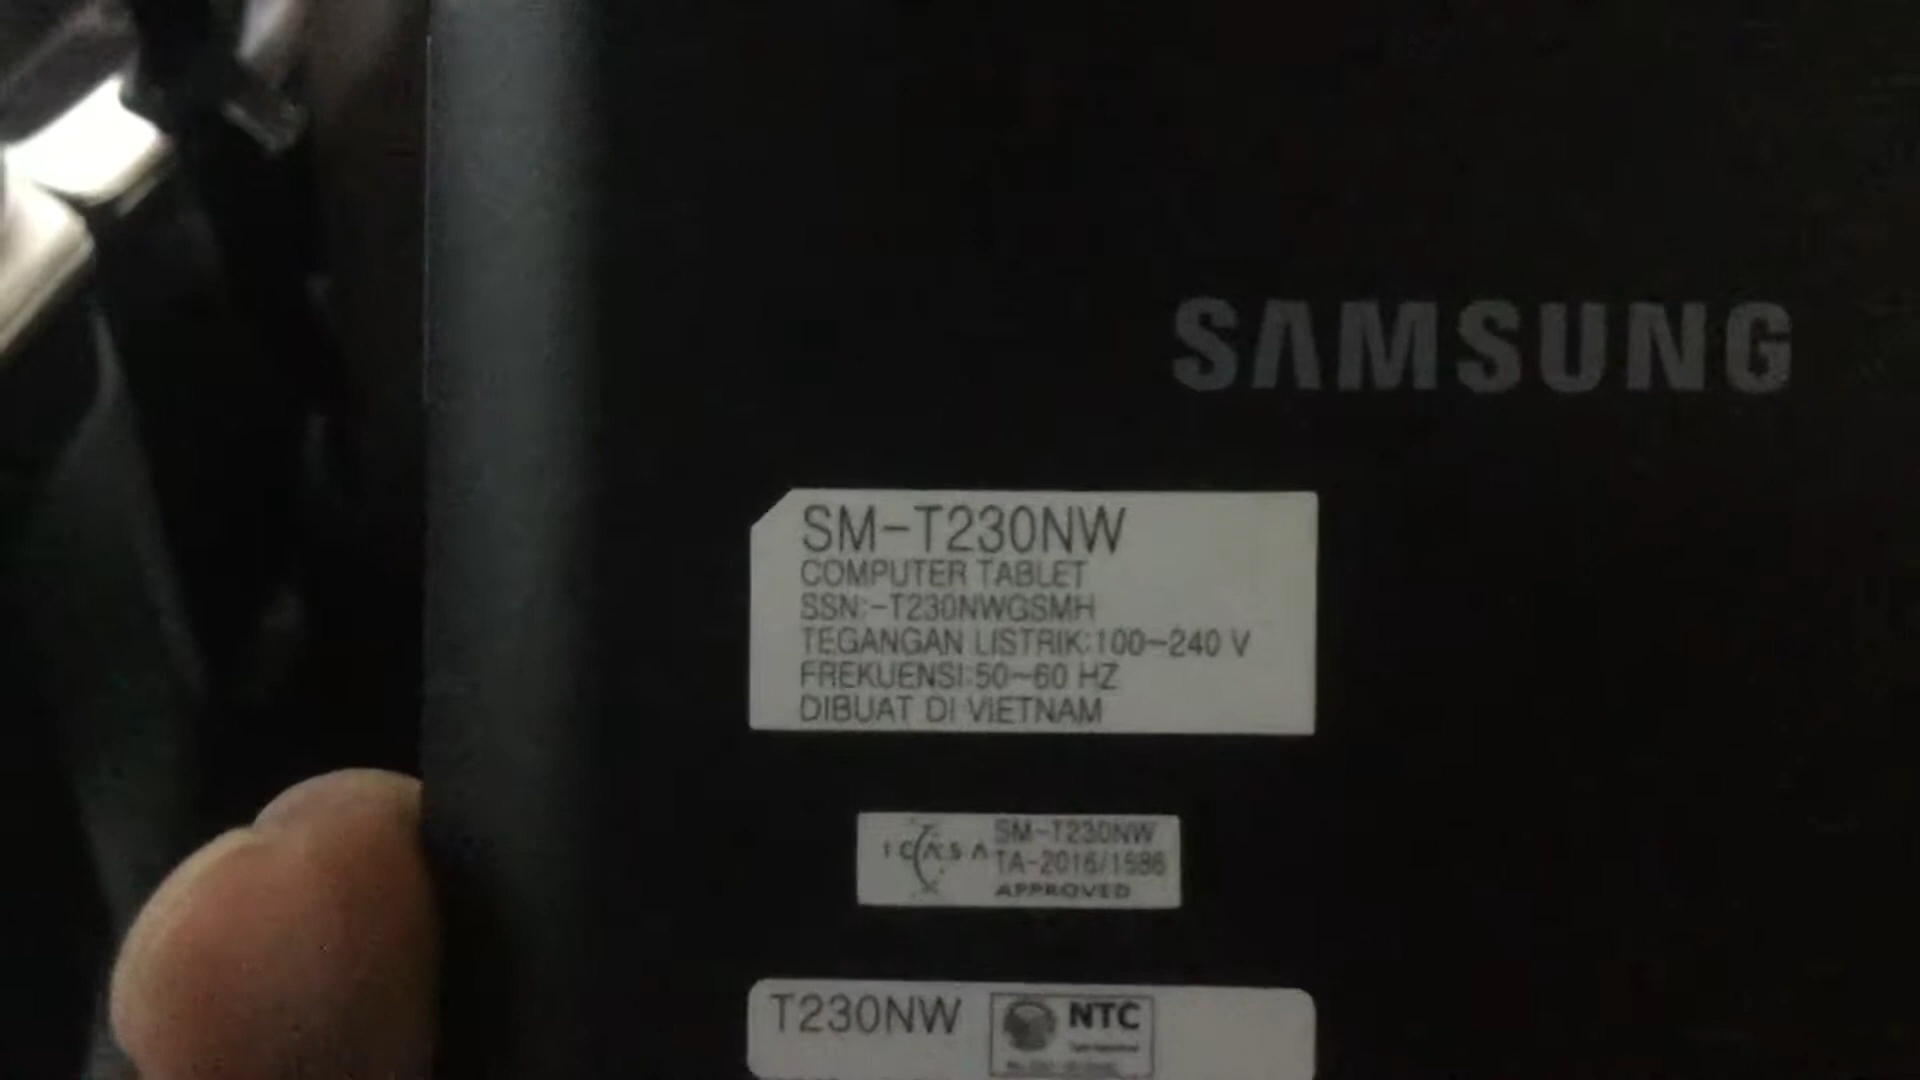 SAMSUNG
SM-T230NW
COMPUTER TABLET
SSN:-T230NWGSMH
TEGANGAN LISTRIK:100~240 V
FREKUENSI:50~60 HZ
DIBUAT DI VIETNAM
ICASA
SM-T230NW
TA-2016/1586
APPROVED
T230NW
NTC